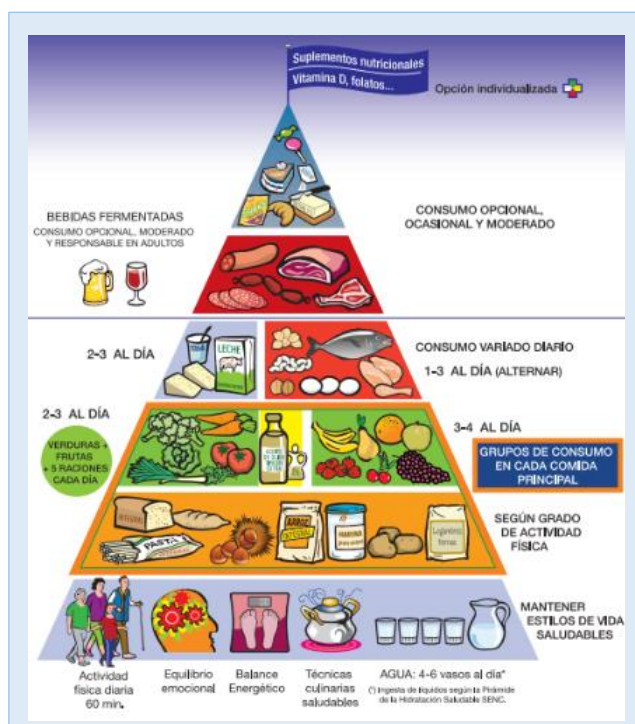 Suplementos nutricionales
Vitamina D, folatos...
Opción individualizada
BEBIDAS FERMENTADAS
CONSUMO OPCIONAL, MODERADO
Y RESPONSABLE EN ADULTOS
CONSUMO OPCIONAL,
OCASIONAL Y MODERADO
2-3 AL DÍA
LECHE
CONSUMO VARIADO DIARIO
1-3 AL DÍA (ALTERNAR)
2-3 AL DÍA
VERDURAS +
FRUTAS
+ 5 RACIONES
CADA DÍA
3-4 AL DÍA
GRUPOS DE CONSUMO
EN CADA COMIDA
PRINCIPAL
PASTA
ARROZ
INTEGRAL
HARINA
SEGÚN GRADO
DE ACTIVIDAD
FÍSICA
MANTENER
ESTILOS DE VIDA
SALUDABLES
Actividad
física diaria
60 min.
Equilibrio
emocional
Balance
Energético
Técnicas
culinarias
saludables
AGUA: 4-6 vasos al día*
(*) Ingesta de líquidos según la Pirámide
de la Hidratación Saludable SENC.